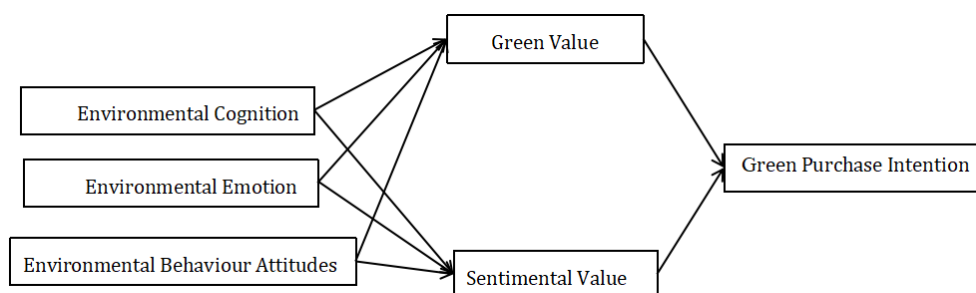 Green Value
Environmental Cognition
Green Purchase Intention
Environmental Emotion
Environmental Behaviour Attitudes
Sentimental Value